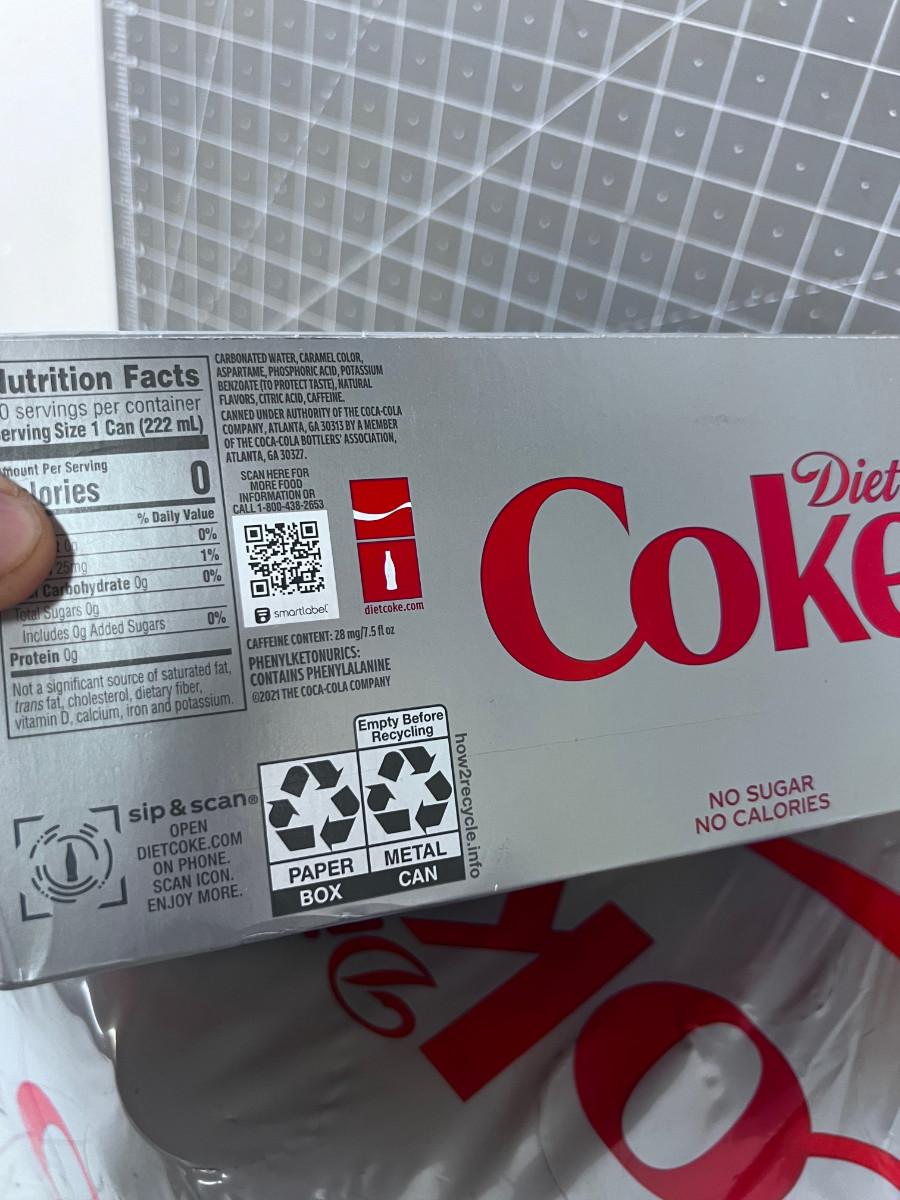 Nutrition Facts
0 servings per container
erving Size 1 Can (222 mL)
mount Per Serving
lories 0
% Daily Value
0%
25mg 1%
Carbohydrate 0g 0%
Total Sugars 0g
Includes 0g Added Sugars 0%
Protein 0g
Not a significant source of saturated fat,
trans fat, cholesterol, dietary fiber,
vitamin D, calcium, iron and potassium.
CARBONATED WATER, CARAMEL COLOR,
ASPARTAME, PHOSPHORIC ACID, POTASSIUM
BENZOATE (TO PROTECT TASTE), NATURAL
FLAVORS, CITRIC ACID, CAFFEINE.
CANNED UNDER AUTHORITY OF THE COCA-COLA
COMPANY, ATLANTA, GA 30313 BY A MEMBER
OF THE COCA-COLA BOTTLERS' ASSOCIATION,
ATLANTA, GA 30327.
SCAN HERE FOR
MORE FOOD
INFORMATION OR
CALL 1-800-438-2653
smartlabel
dietcoke.com
CAFFEINE CONTENT: 28 mg/7.5 fl oz
PHENYLKETONURICS:
CONTAINS PHENYLALANINE
©2021 THE COCA-COLA COMPANY
sip & scan®
OPEN
DIETCOKE.COM
ON PHONE.
SCAN ICON.
ENJOY MORE.
Empty Before
Recycling
PAPER
BOX
METAL
CAN
how2recycle.info
Diet
Coke
NO SUGAR
NO CALORIES